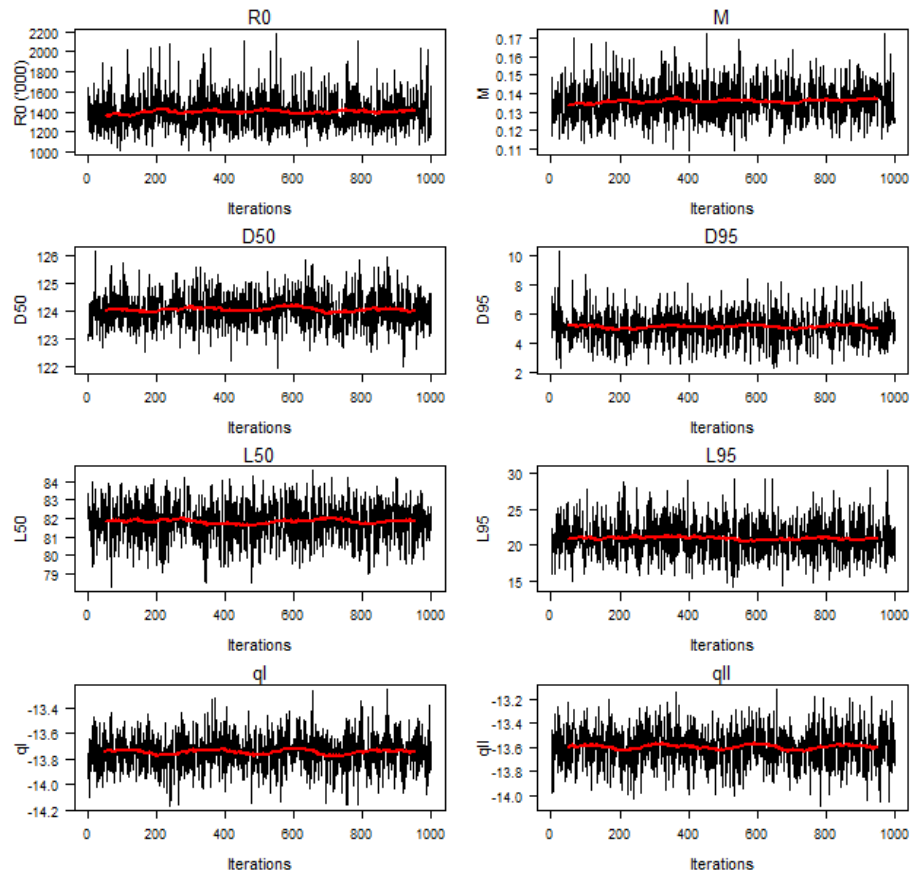 R0
M
2200
2000
1800
1600
1400
1200
1000
R0 ('000)
0.17
0.16
0.15
0.14
0.13
0.12
0.11
M
0 200 400 600 800 1000
0 200 400 600 800 1000
Iterations
Iterations
D50
D95
126
125
124
123
122
D50
10
8
6
4
2
D95
0 200 400 600 800 1000
0 200 400 600 800 1000
Iterations
Iterations
L50
L95
84
83
82
81
80
79
L50
30
25
20
15
L95
0 200 400 600 800 1000
0 200 400 600 800 1000
Iterations
Iterations
qI
qII
-13.4
-13.6
-13.8
-14.0
-14.2
qI
-13.2
-13.4
-13.6
-13.8
-14.0
qII
0 200 400 600 800 1000
0 200 400 600 800 1000
Iterations
Iterations